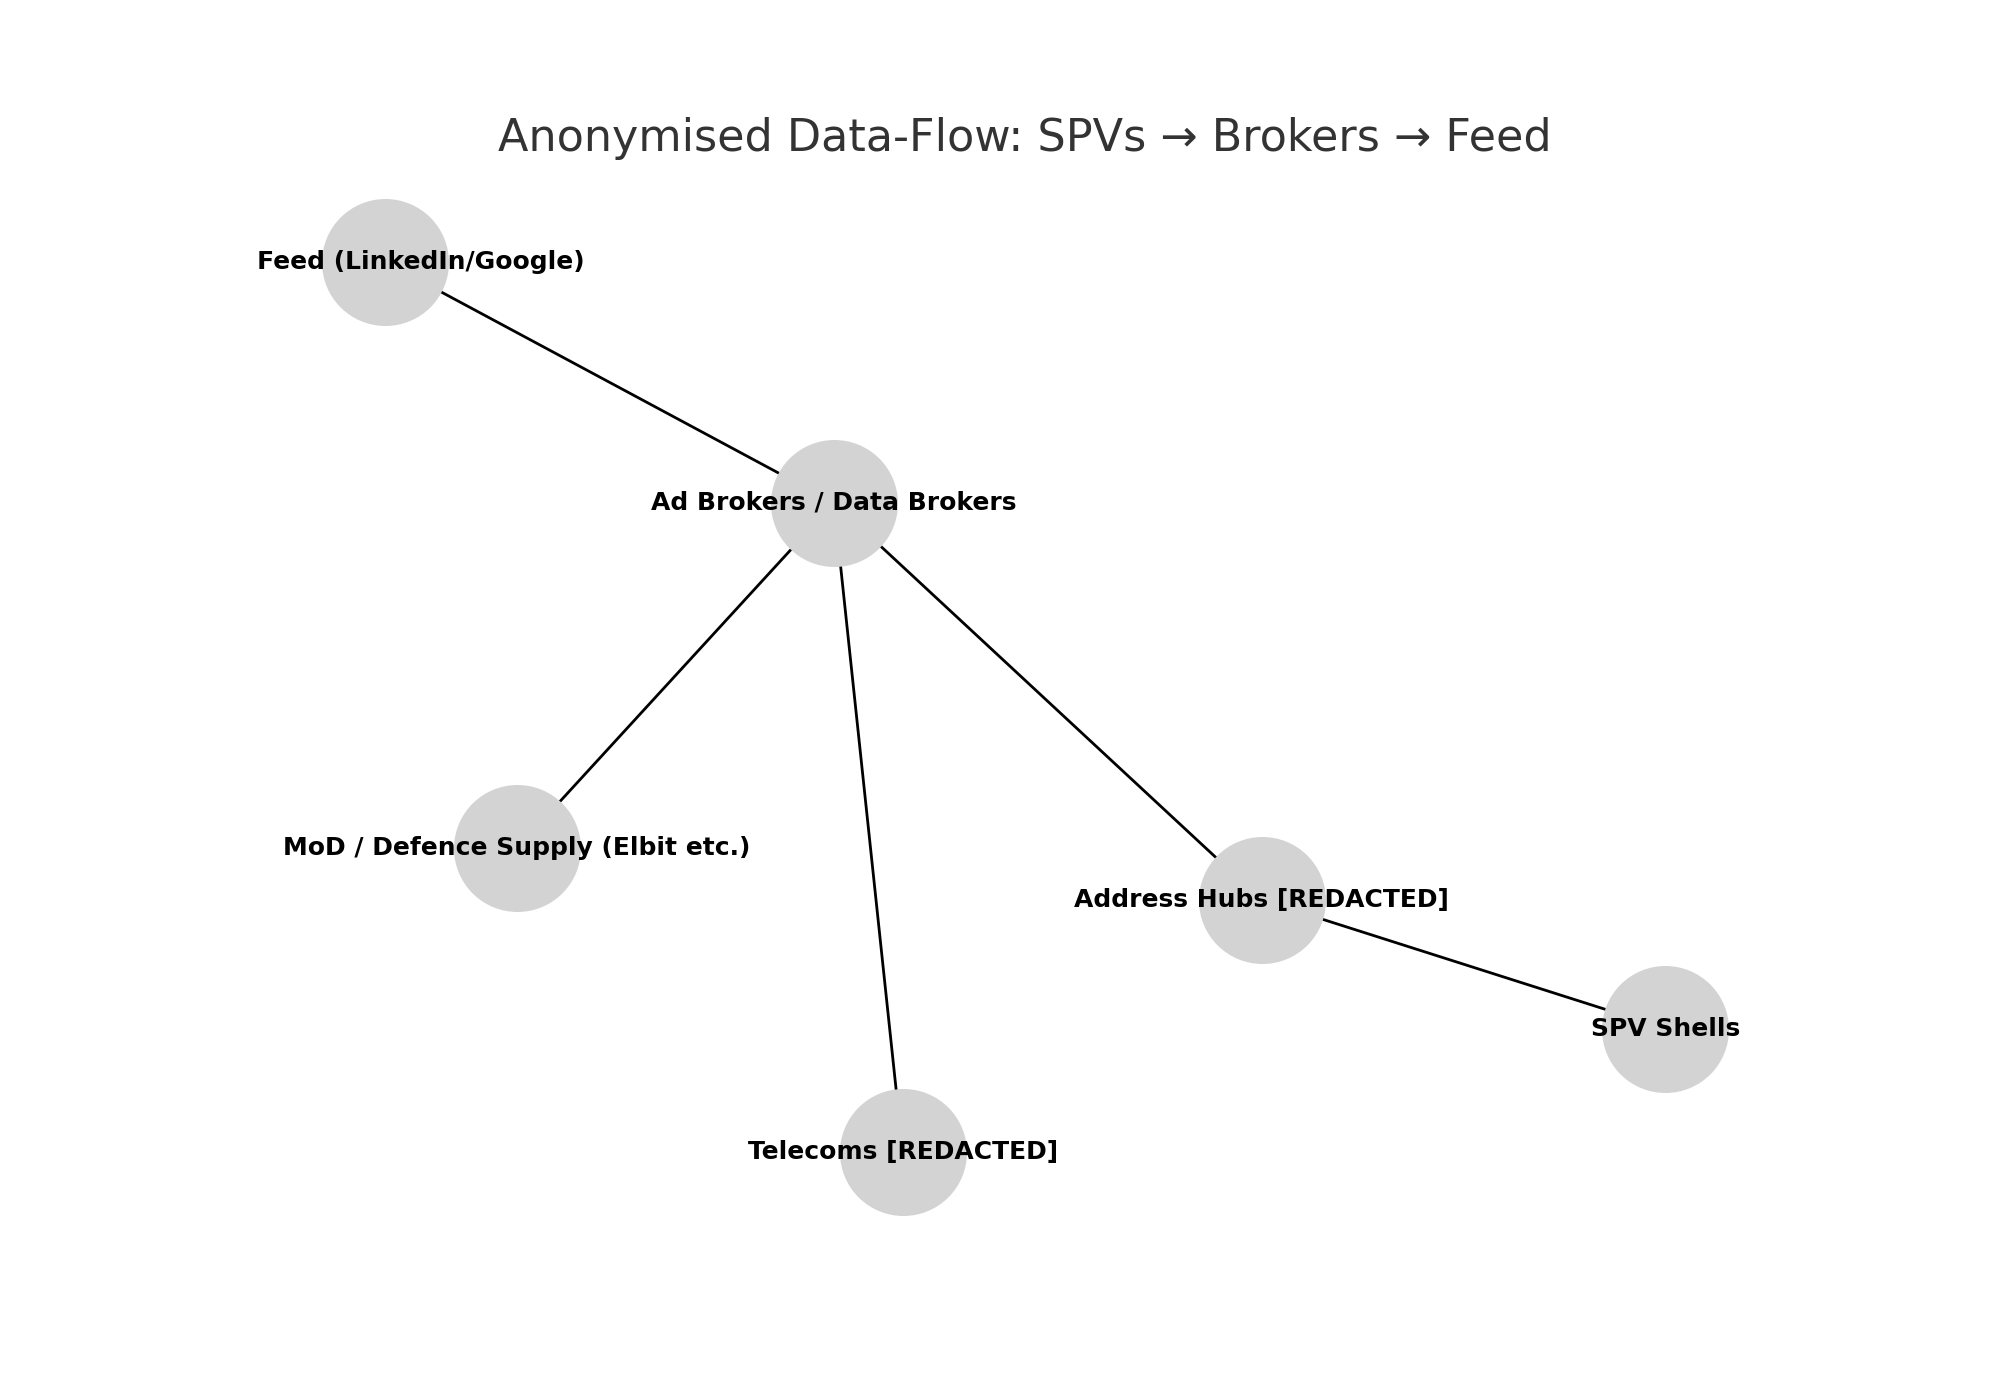 Anonymised Data-Flow: SPVs → Brokers → Feed
Feed (LinkedIn/Google)
Ad Brokers / Data Brokers
MoD / Defence Supply (Elbit etc.)
Address Hubs [REDACTED]
SPV Shells
Telecoms [REDACTED]